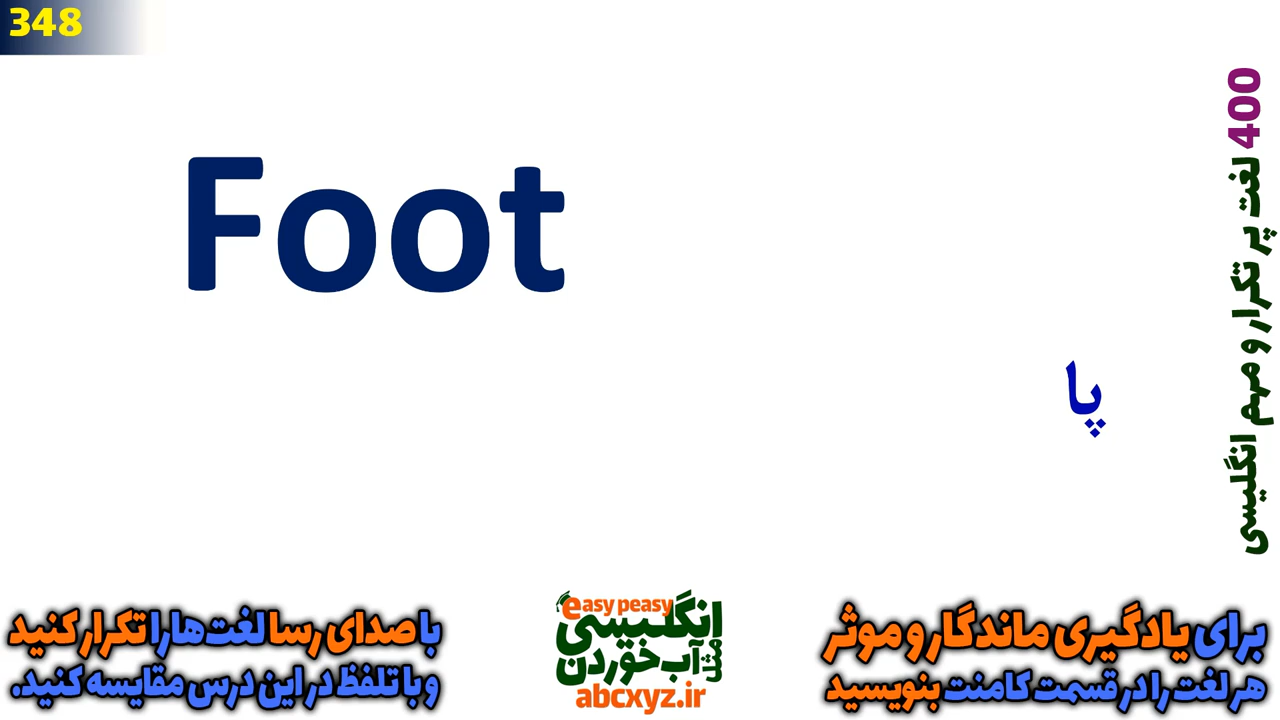 348
Foot
پا
400 لغت پر تکرار و مهم انگلیسی
برای یادگیری ماندگار و موثر
هر لغت را در قسمت کامنت بنویسید
easy peasy
انگلیسی
مثل آب خوردن
abcxyz.ir
با صدای رسا لغت‌ها را تکرار کنید
و با تلفظ در این درس مقایسه کنید.